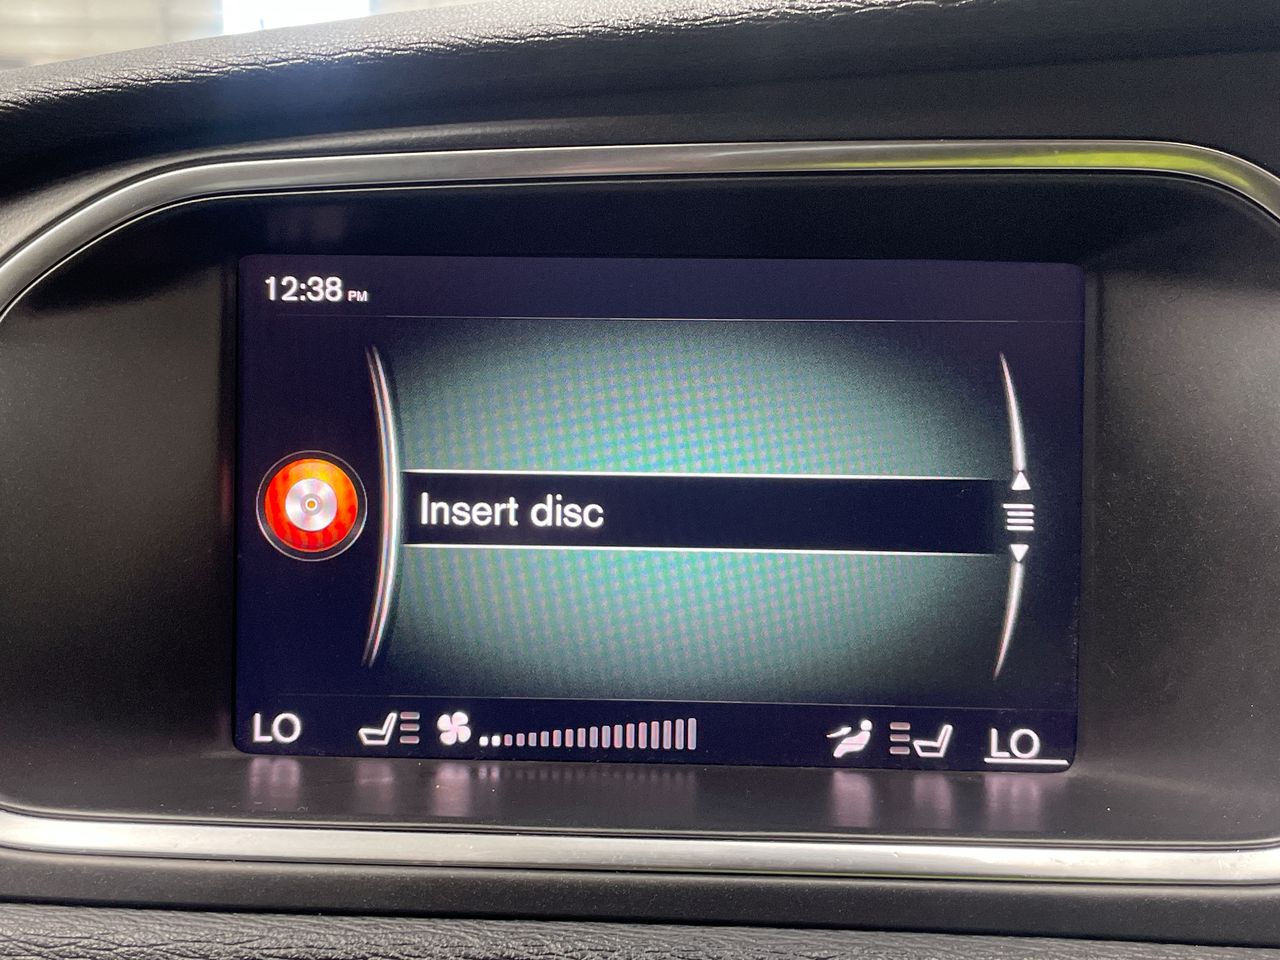 12:38 PM
Insert disc
LO LO